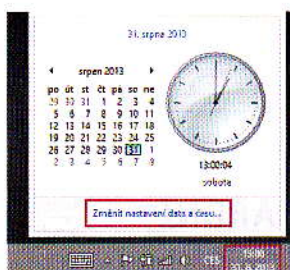 31. srpna 2013
srpen 2013
po út st čt pá so ne
29 30 31 1 2 3 4
5 6 7 8 9 10 11
12 13 14 15 16 17 18
19 20 21 22 23 24 25
26 27 28 29 30 31 1
2 3 4 5 6 7 8
13:00:04
sobota
Změnit nastavení data a času...
CES
13:00